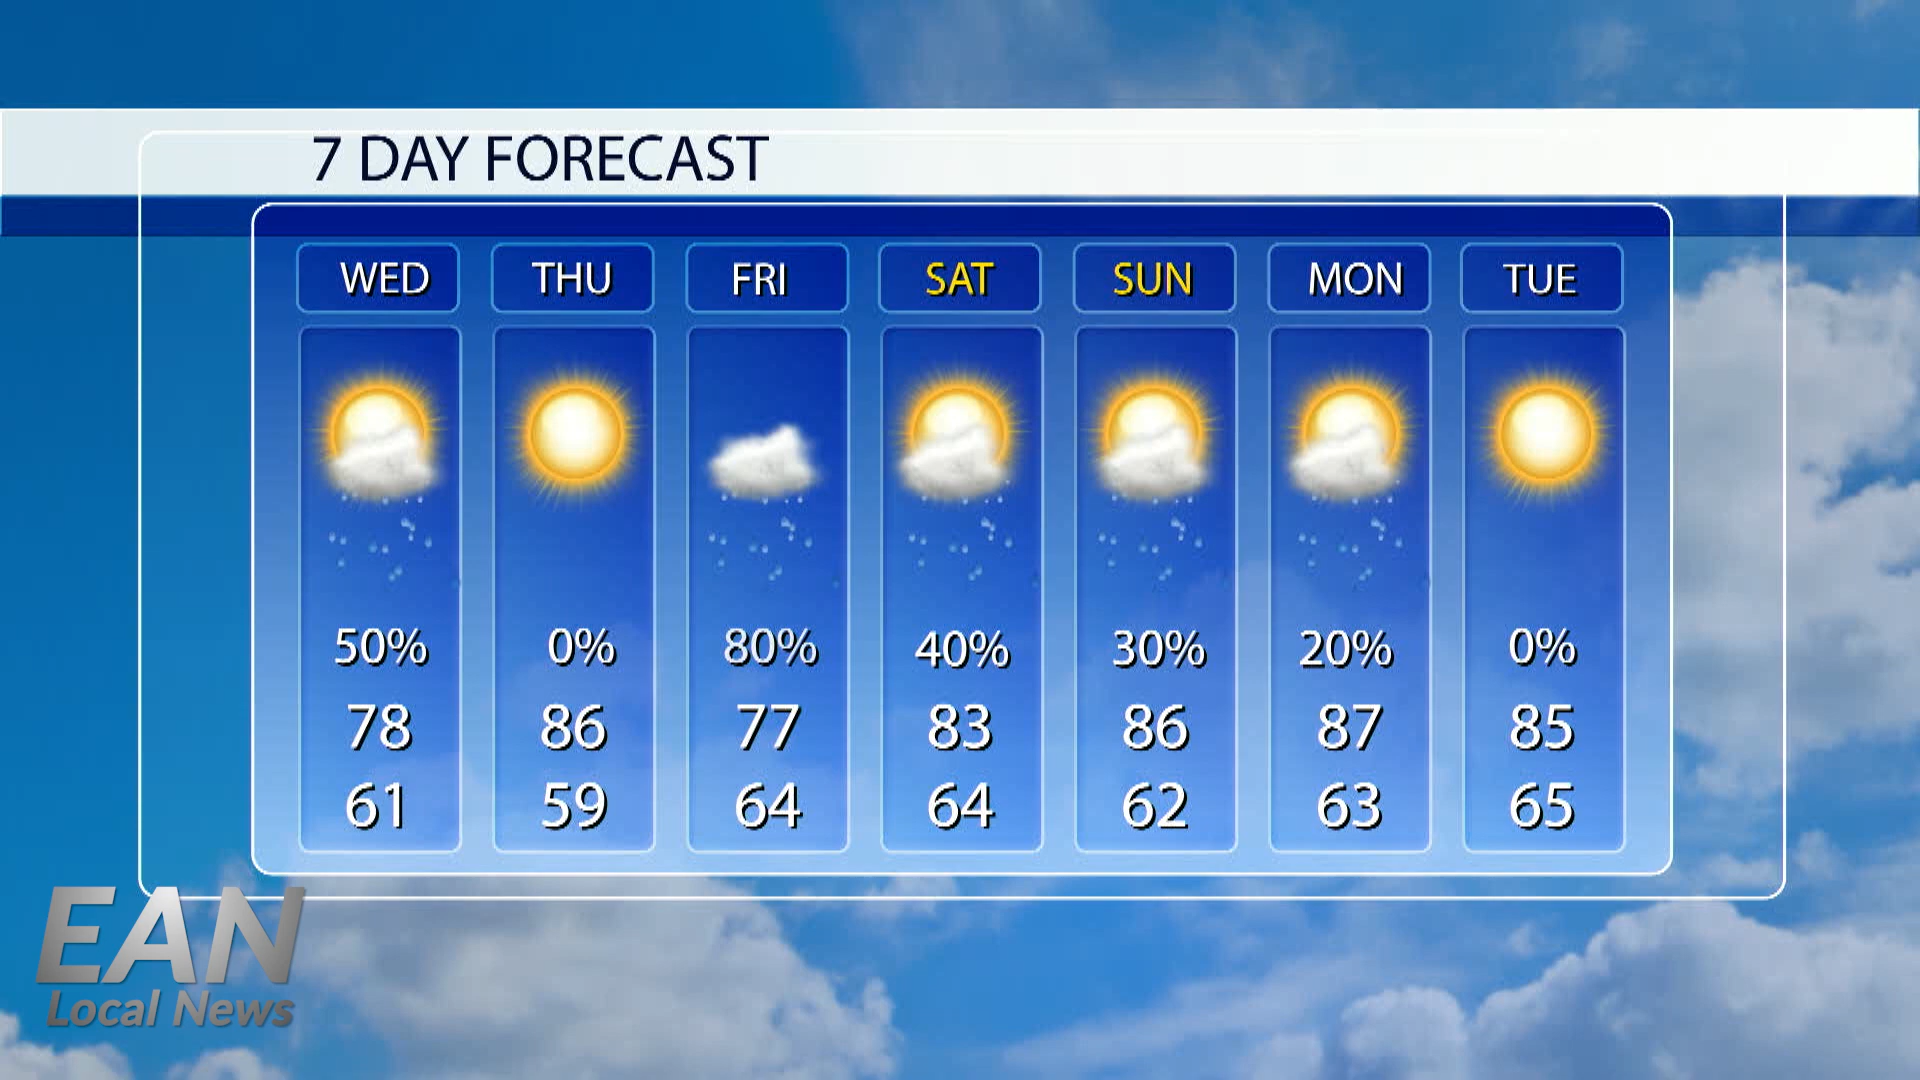 7 DAY FORECAST
WED THU FRI SAT SUN MON TUE
50% 0% 80% 40% 30% 20% 0%
78 86 77 83 86 87 85
61 59 64 64 62 63 65
EAN
Local News